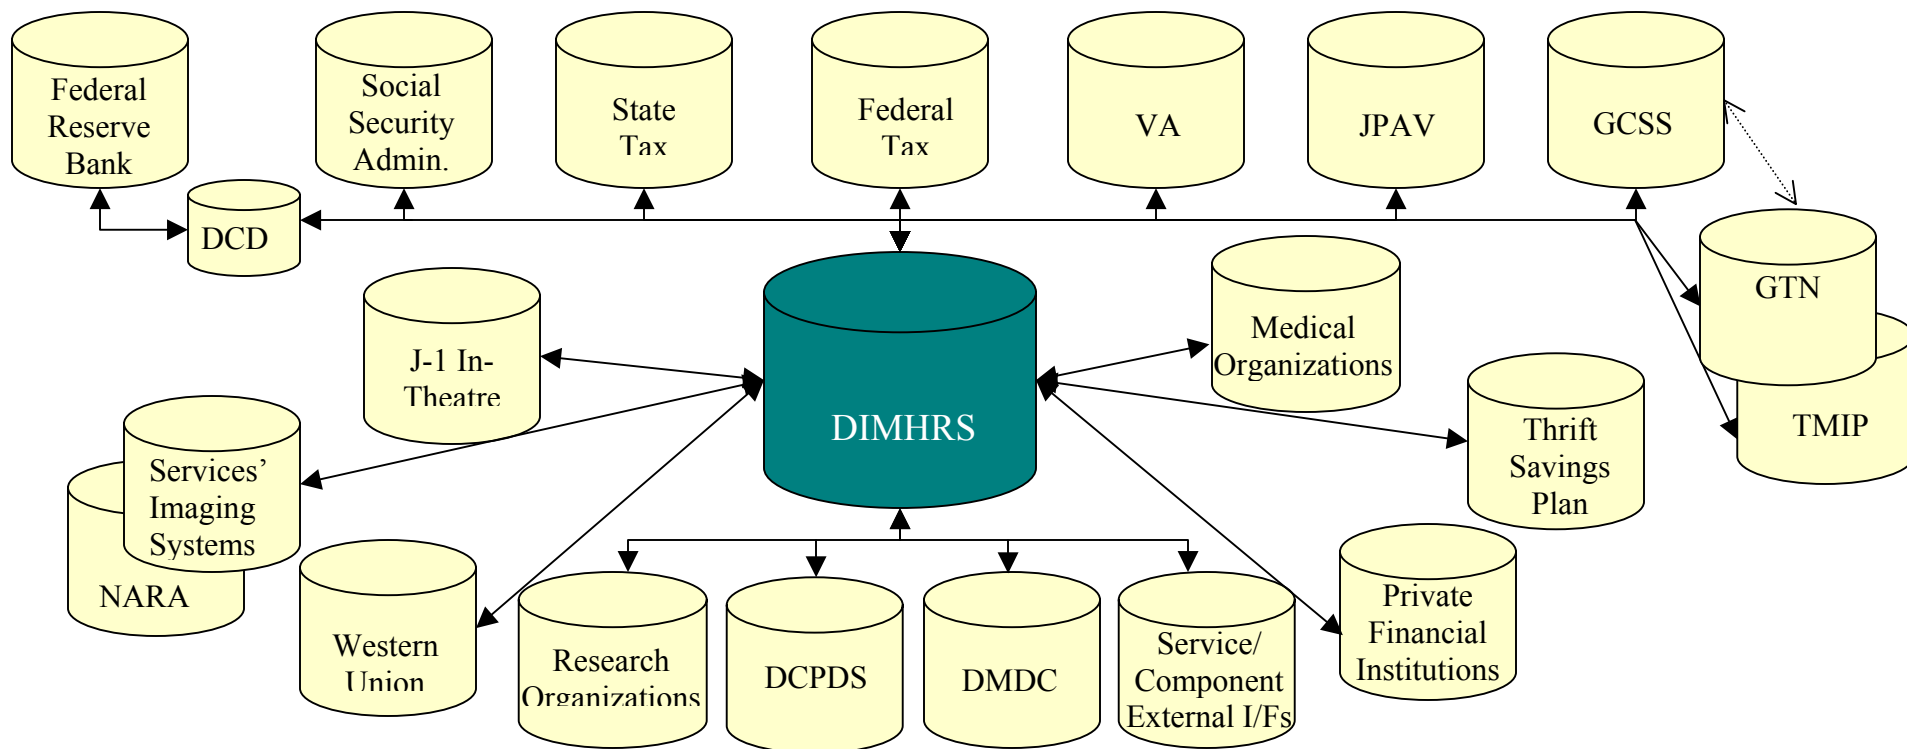 Federal
Reserve
Bank
Social
Security
Admin.
State
Tax
Federal
Tax
VA
JPAV
GCSS
DCD
GTN
TMIP
J-1 In-
Theatre
Medical
Organizations
DIMHRS
Thrift
Savings
Plan
Services’
Imaging
Systems
NARA
Western
Union
Research
Organizations
DCPDS
DMDC
Service/
Component
External I/Fs
Private
Financial
Institutions